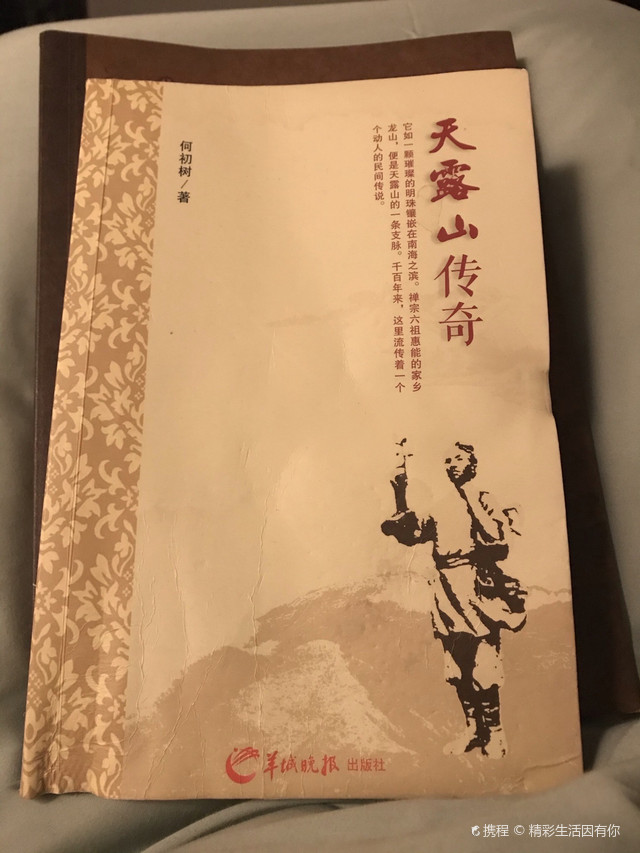 天露山传奇
它如一颗璀璨的明珠镶嵌在南海之滨。禅宗六祖惠能的家乡
龙山，便是天露山的一条支脉。千百年来，这里流传着一个
个动人的民间传说。
何初树/著
羊城晚报出版社
携程 © 精彩生活因有你